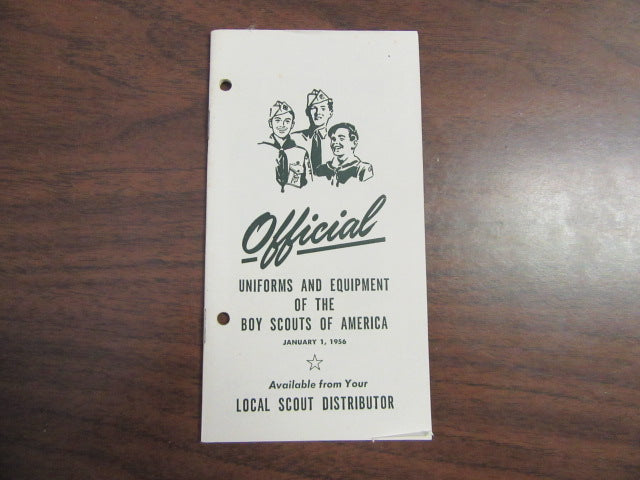 Official
UNIFORMS AND EQUIPMENT
OF THE
BOY SCOUTS OF AMERICA
JANUARY 1, 1956
Available from Your
LOCAL SCOUT DISTRIBUTOR